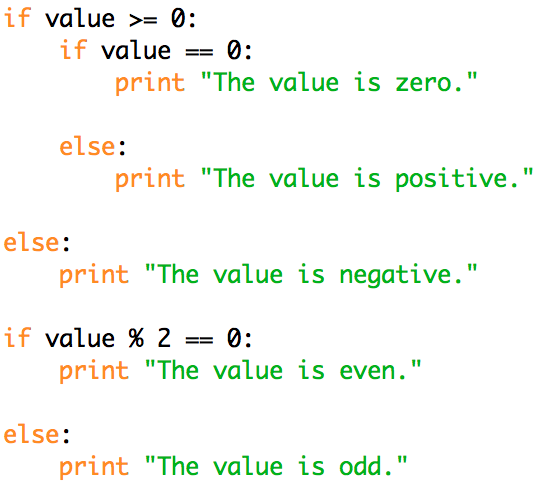 if value >= 0:
    if value == 0:
        print "The value is zero."
    else:
        print "The value is positive."
else:
    print "The value is negative."
if value % 2 == 0:
    print "The value is even."
else:
    print "The value is odd."